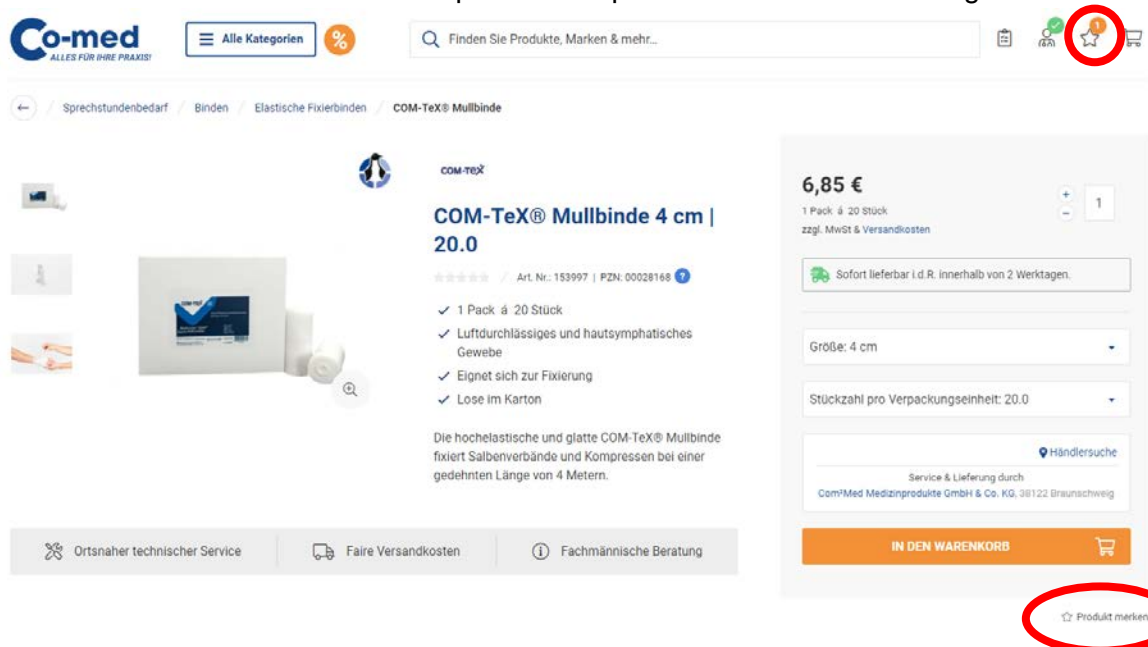 Co-med
ALLES FÜR IHRE PRAXIS!
Alle Kategorien
%
Finden Sie Produkte, Marken & mehr...
1
Sprechstundenbedarf / Binden / Elastische Fixierbinden / COM-TeX® Mullbinde
COM-TeX
COM-TeX® Mullbinde 4 cm |
20.0
/ Art. Nr.: 153997 | PZN: 00028168 ?
1 Pack á 20 Stück
Luftdurchlässiges und hautsymphatisches
Gewebe
Eignet sich zur Fixierung
Lose im Karton
Die hochelastische und glatte COM-TeX® Mullbinde
fixiert Salbenverbände und Kompressen bei einer
gedehnten Länge von 4 Metern.
6,85 €
+
1
−
1 Pack á 20 Stück
zzgl. MwSt & Versandkosten
Sofort lieferbar i.d.R. innerhalb von 2 Werktagen.
Größe: 4 cm
Stückzahl pro Verpackungseinheit: 20.0
Händlersuche
Service & Lieferung durch
Com²Med Medizinprodukte GmbH & Co. KG, 38122 Braunschweig
IN DEN WARENKORB
Ortsnaher technischer Service
Faire Versandkosten
Fachmännische Beratung
Produkt merken